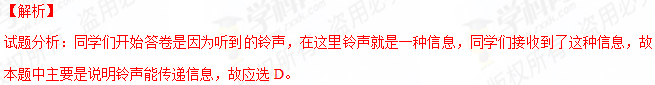 【解析】
试题分析：同学们开始答卷是因为听到的铃声，在这里铃声就是一种信息，同学们接收到了这种信息，故
本题中主要是说明铃声能传递信息，故应选 D。